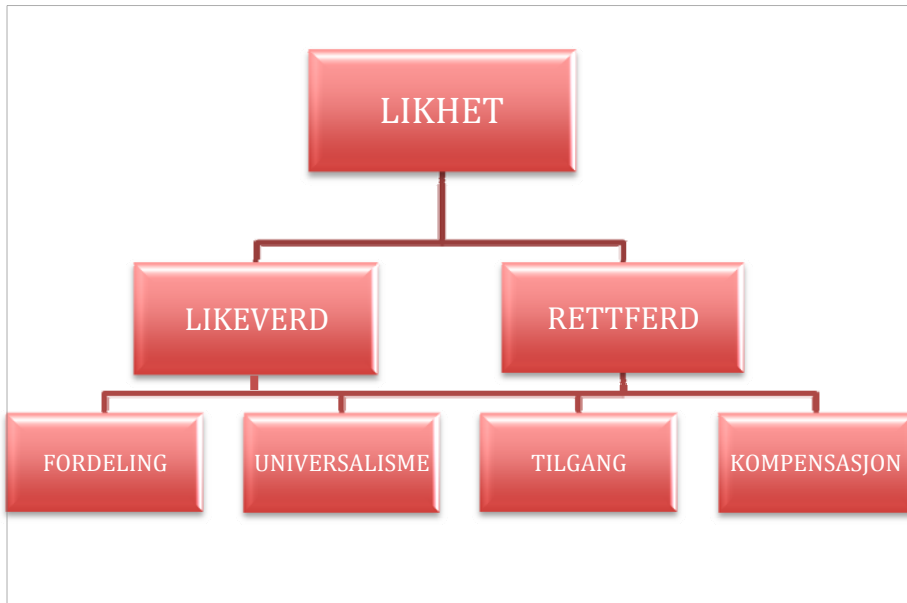 LIKHET
LIKEVERD
RETTFERD
FORDELING
UNIVERSALISME
TILGANG
KOMPENSASJON